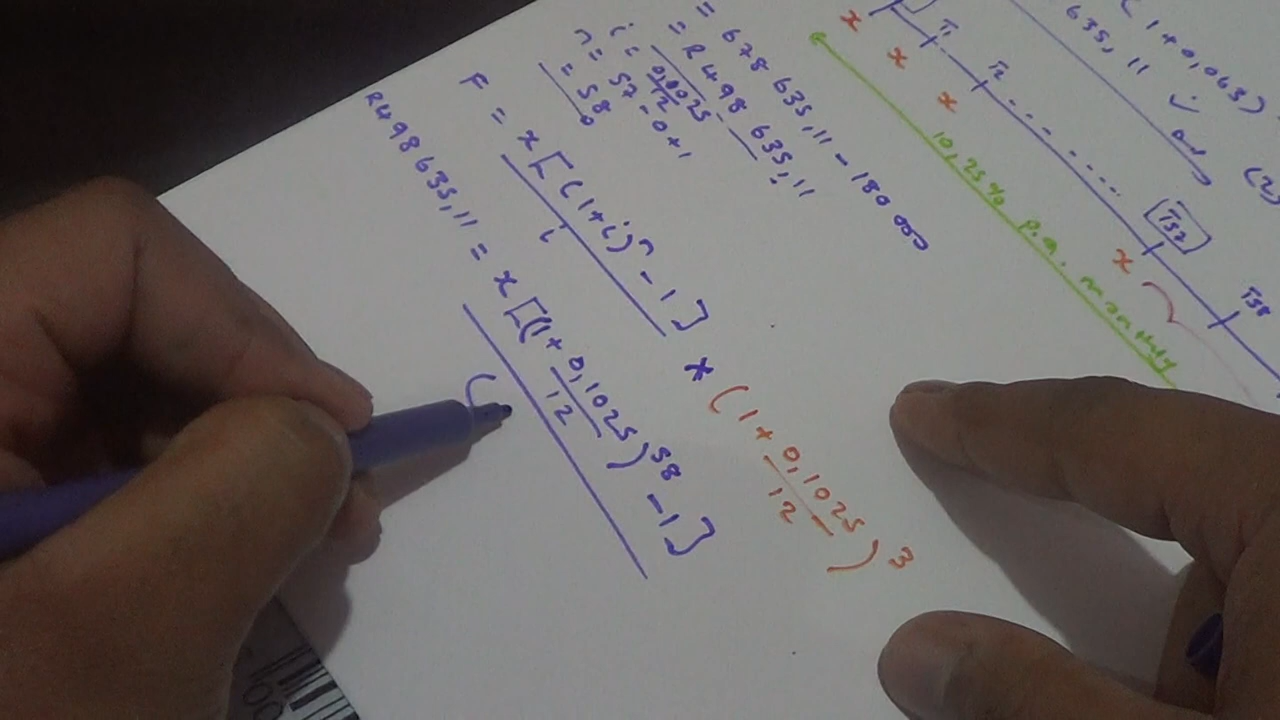 ( 1 + 0,065)
635,11
(2)
T1
T2
T57
T58
x
x
x
x
10,25% p.a. monthly
= 678 635,11 - 180 000
= R498 635,11
i = 0,1025 / 12
n = 57 - 0 + 1
= 58
F = x[(1+i)^n - 1] / i × (1 + 0,1025/12)^3
R498 635,11 = x[(1 + 0,1025/12)^58 - 1]
(